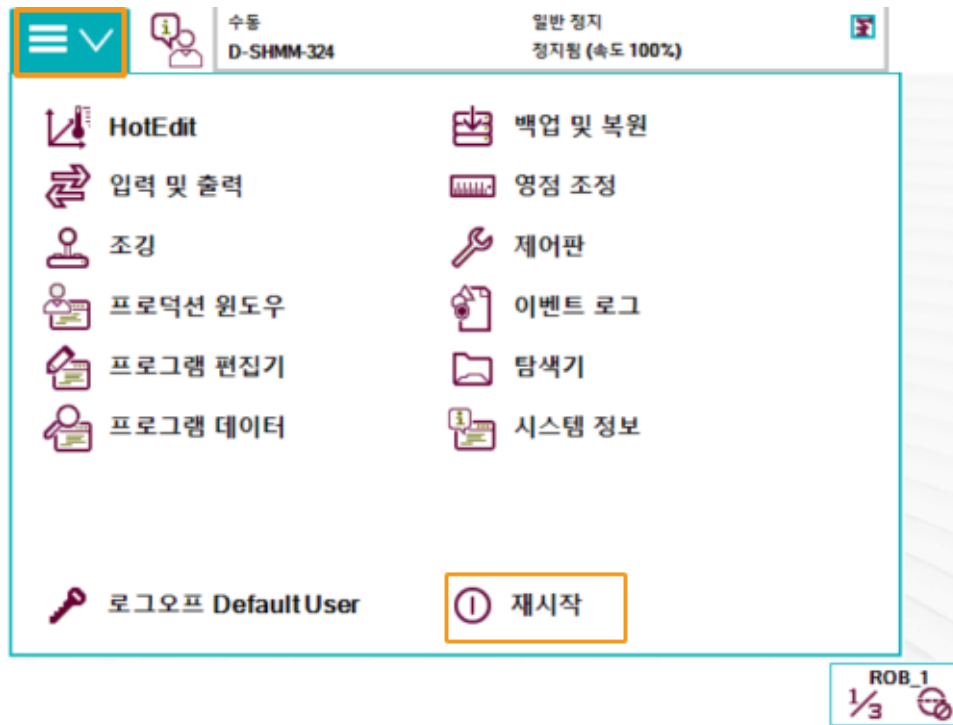 수동
D-SHMM-324
일반 정지
정지됨 (속도 100%)
HotEdit
백업 및 복원
입력 및 출력
영점 조정
조깅
제어판
프로덕션 윈도우
이벤트 로그
프로그램 편집기
탐색기
프로그램 데이터
시스템 정보
로그오프 Default User
재시작
ROB_1
1/3